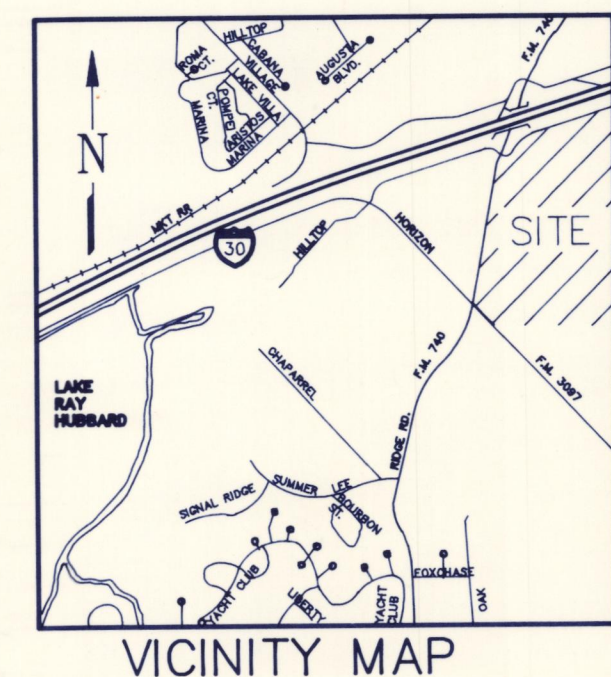 HILLTOP
ROMA
CT.
CABANA
VILLAGE
AUGUSTA
BLVD.
F.M. 740
LAKE VILLA
POMPEI
CT.
ARISTOS
MARINA
MARINA
N
MKT RR
30
HILLTOP
HORIZON
SITE
F.M. 740
F.M. 3097
CHAPARREL
LAKE
RAY
HUBBARD
RIDGE RD.
SIGNAL RIDGE
SUMMER LEE
BOURBON
ST.
YACHT CLUB
LIBERTY
YACHT
CLUB
FOXCHASE
OAK
VICINITY MAP